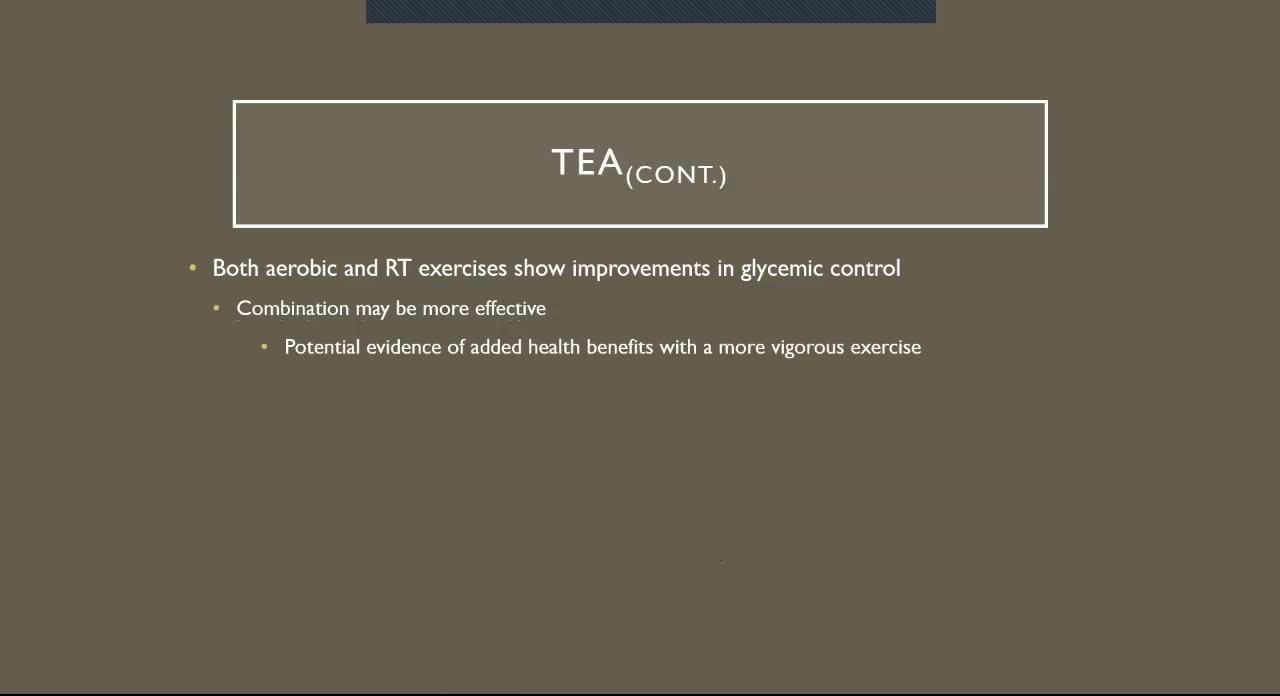 TEA(CONT.)
• Both aerobic and RT exercises show improvements in glycemic control
• Combination may be more effective
• Potential evidence of added health benefits with a more vigorous exercise